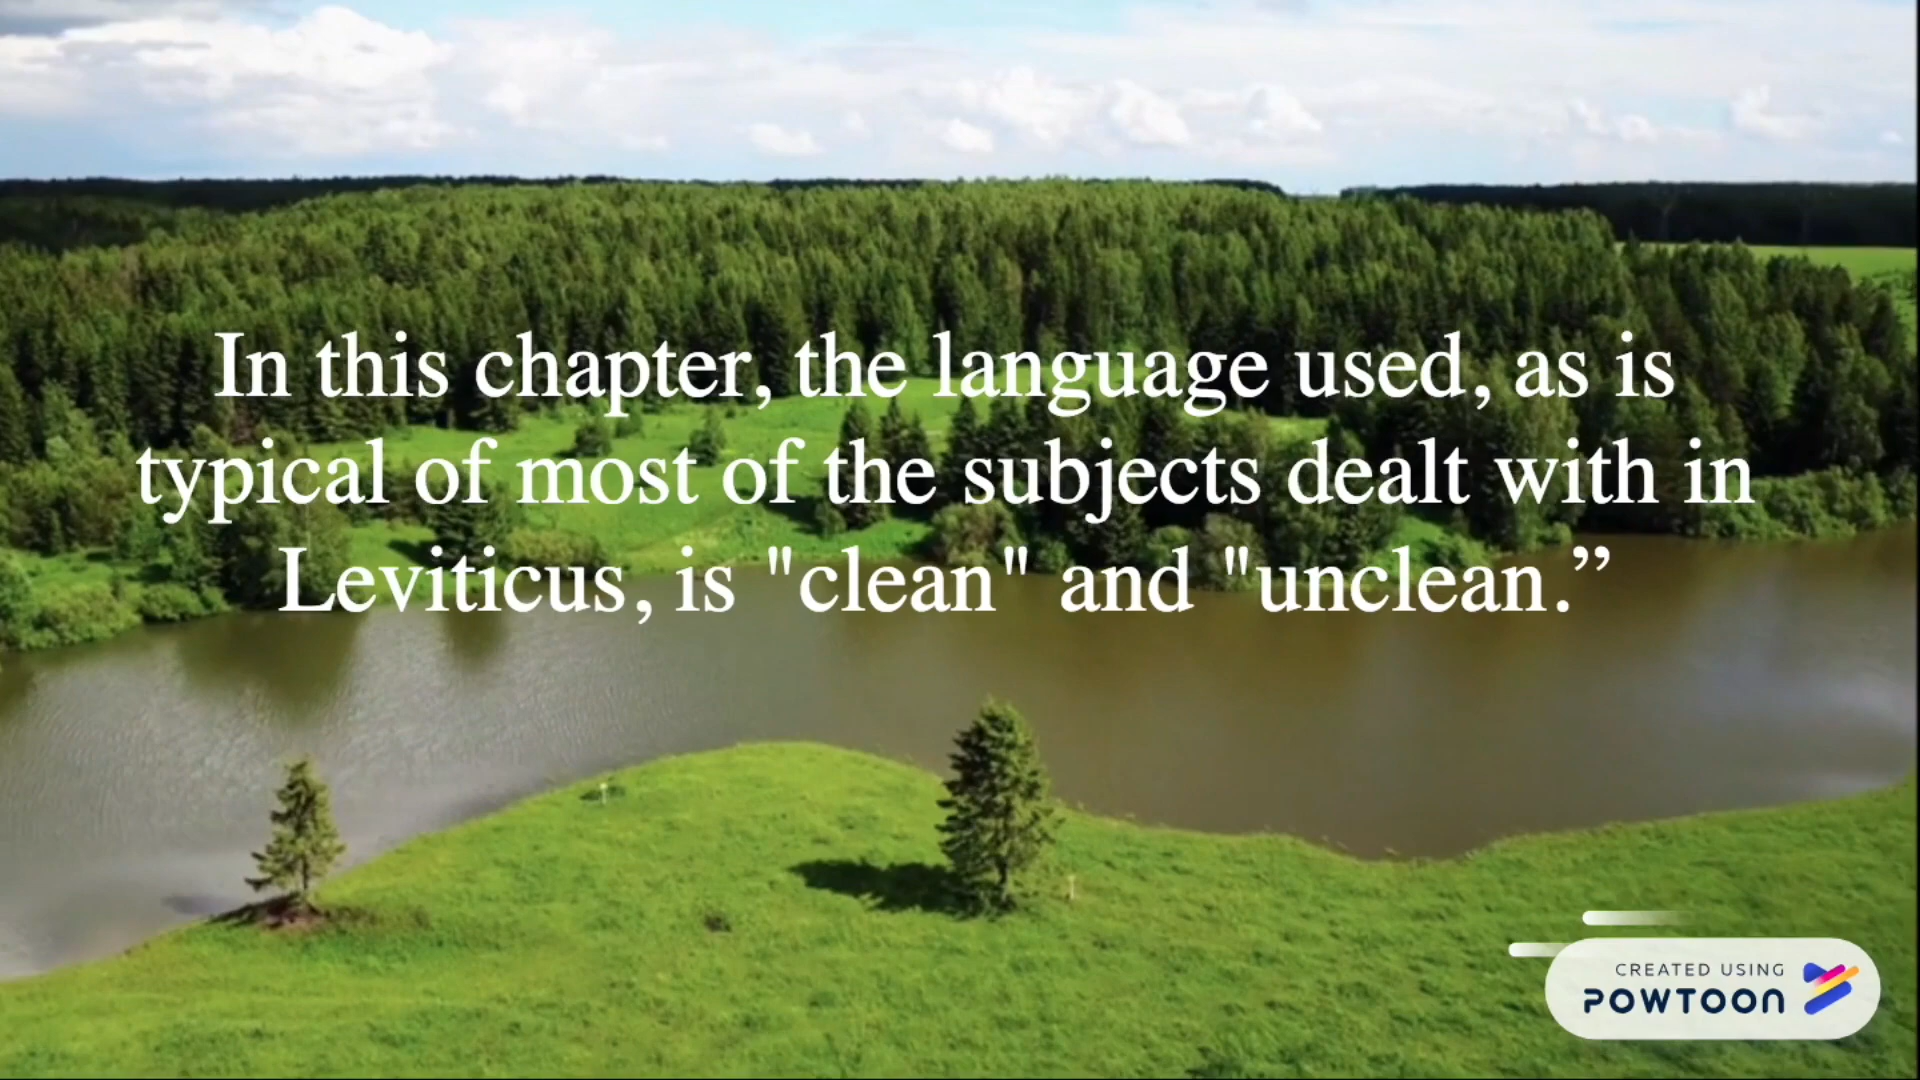 In this chapter, the language used, as is
typical of most of the subjects dealt with in
Leviticus, is "clean" and "unclean.”
CREATED USING
POWTOON